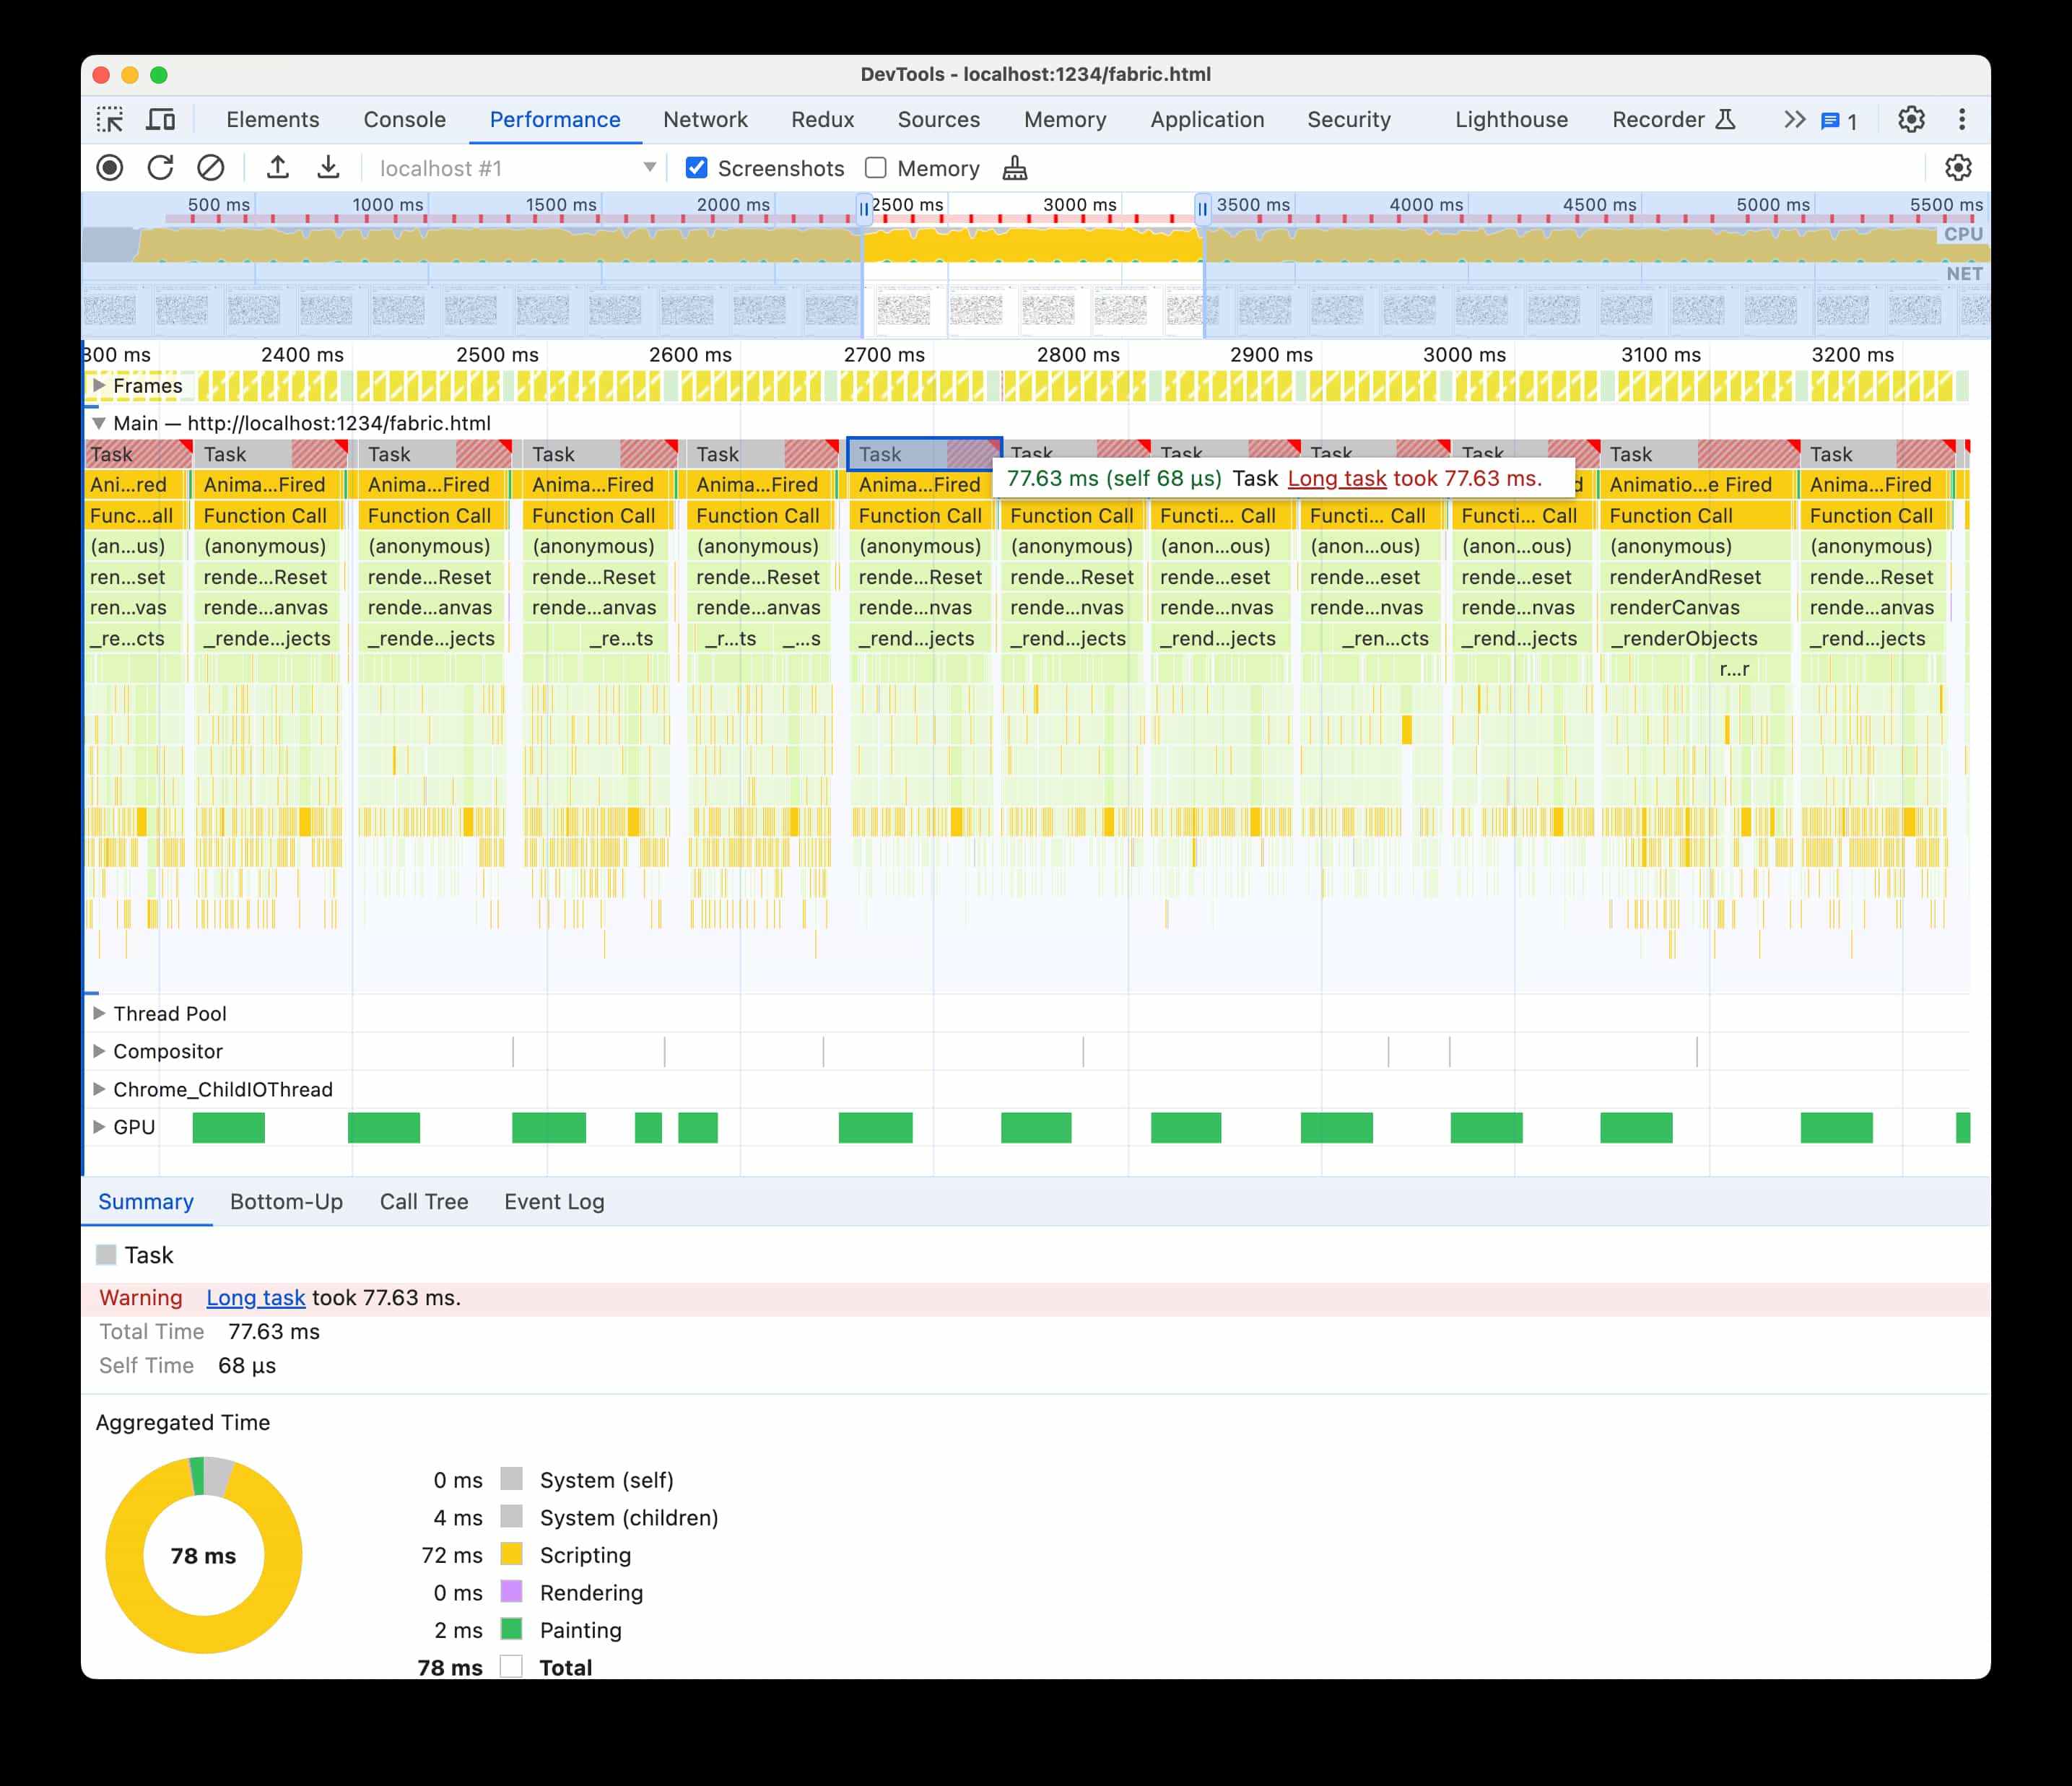 DevTools - localhost:1234/fabric.html
Elements Console Performance Network Redux Sources Memory Application Security Lighthouse Recorder 1
localhost #1 Screenshots Memory
500 ms 1000 ms 1500 ms 2000 ms 2500 ms 3000 ms 3500 ms 4000 ms 4500 ms 5000 ms 5500 ms
CPU
NET
300 ms 2400 ms 2500 ms 2600 ms 2700 ms 2800 ms 2900 ms 3000 ms 3100 ms 3200 ms
Frames
Main — http://localhost:1234/fabric.html
Task Task Task Task Task Task Task Task Task Task Task Task
77.63 ms (self 68 µs) Task Long task took 77.63 ms.
Ani...red Anima...Fired Anima...Fired Anima...Fired Anima...Fired Anima...Fired d Animatio...e Fired Anima...Fired
Func...all Function Call Function Call Function Call Function Call Function Call Function Call Functi... Call Functi... Call Functi... Call Function Call Function Call
(an...us) (anonymous) (anonymous) (anonymous) (anonymous) (anonymous) (anonymous) (anon...ous) (anon...ous) (anon...ous) (anonymous) (anonymous)
ren...set rende...Reset rende...Reset rende...Reset rende...Reset rende...Reset rende...Reset rende...eset rende...eset rende...eset renderAndReset rende...Reset
ren...vas rende...anvas rende...anvas rende...anvas rende...anvas rende...nvas rende...nvas rende...nvas rende...nvas rende...nvas renderCanvas rende...anvas
_re...cts _rende...jects _rende...jects _re...ts _r...ts _...s _rend...jects _rend...jects _rend...jects _ren...cts _rend...jects _renderObjects _rend...jects
r...r
Thread Pool
Compositor
Chrome_ChildIOThread
GPU
Summary Bottom-Up Call Tree Event Log
Task
Warning Long task took 77.63 ms.
Total Time 77.63 ms
Self Time 68 µs
Aggregated Time
78 ms
0 ms System (self)
4 ms System (children)
72 ms Scripting
0 ms Rendering
2 ms Painting
78 ms Total